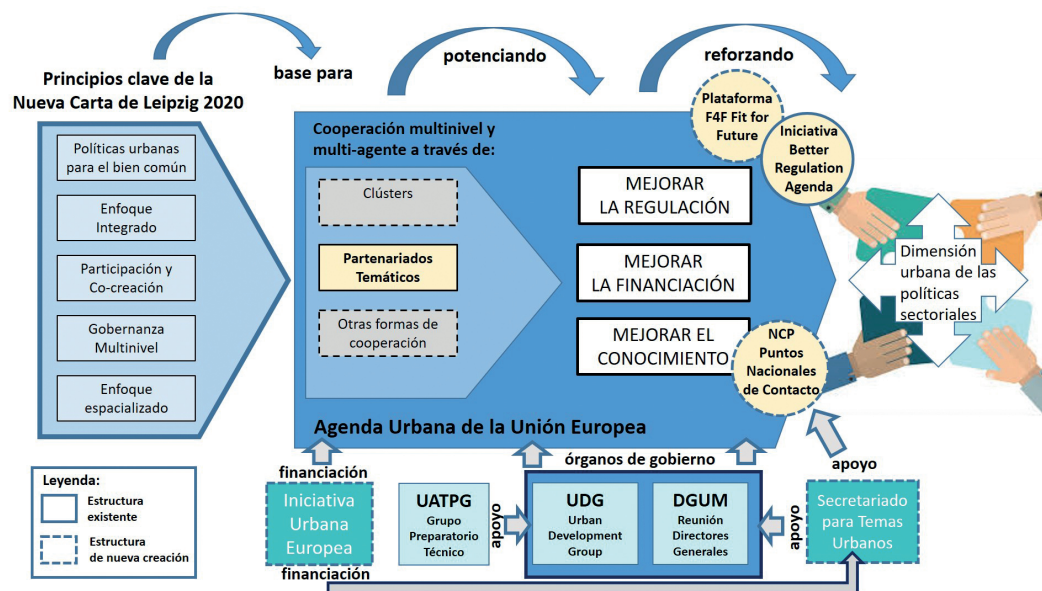 base para
potenciando
reforzando
Principios clave de la
Nueva Carta de Leipzig 2020
Políticas urbanas
para el bien común
Enfoque
Integrado
Participación y
Co-creación
Gobernanza
Multinivel
Enfoque
espacializado
Cooperación multinivel y
multi-agente a través de:
Clústers
Partenariados
Temáticos
Otras formas de
cooperación
MEJORAR
LA REGULACIÓN
MEJORAR
LA FINANCIACIÓN
MEJORAR EL
CONOCIMIENTO
Plataforma
F4F Fit for
Future
Iniciativa
Better
Regulation
Agenda
NCP
Puntos
Nacionales
de Contacto
Dimensión
urbana de las
políticas
sectoriales
Agenda Urbana de la Unión Europea
Leyenda:
Estructura
existente
Estructura
de nueva creación
financiación
Iniciativa
Urbana
Europea
financiación
UATPG
Grupo
Preparatorio
Técnico
apoyo
órganos de gobierno
UDG
Urban
Development
Group
DGUM
Reunión
Directores
Generales
apoyo
apoyo
Secretariado
para Temas
Urbanos